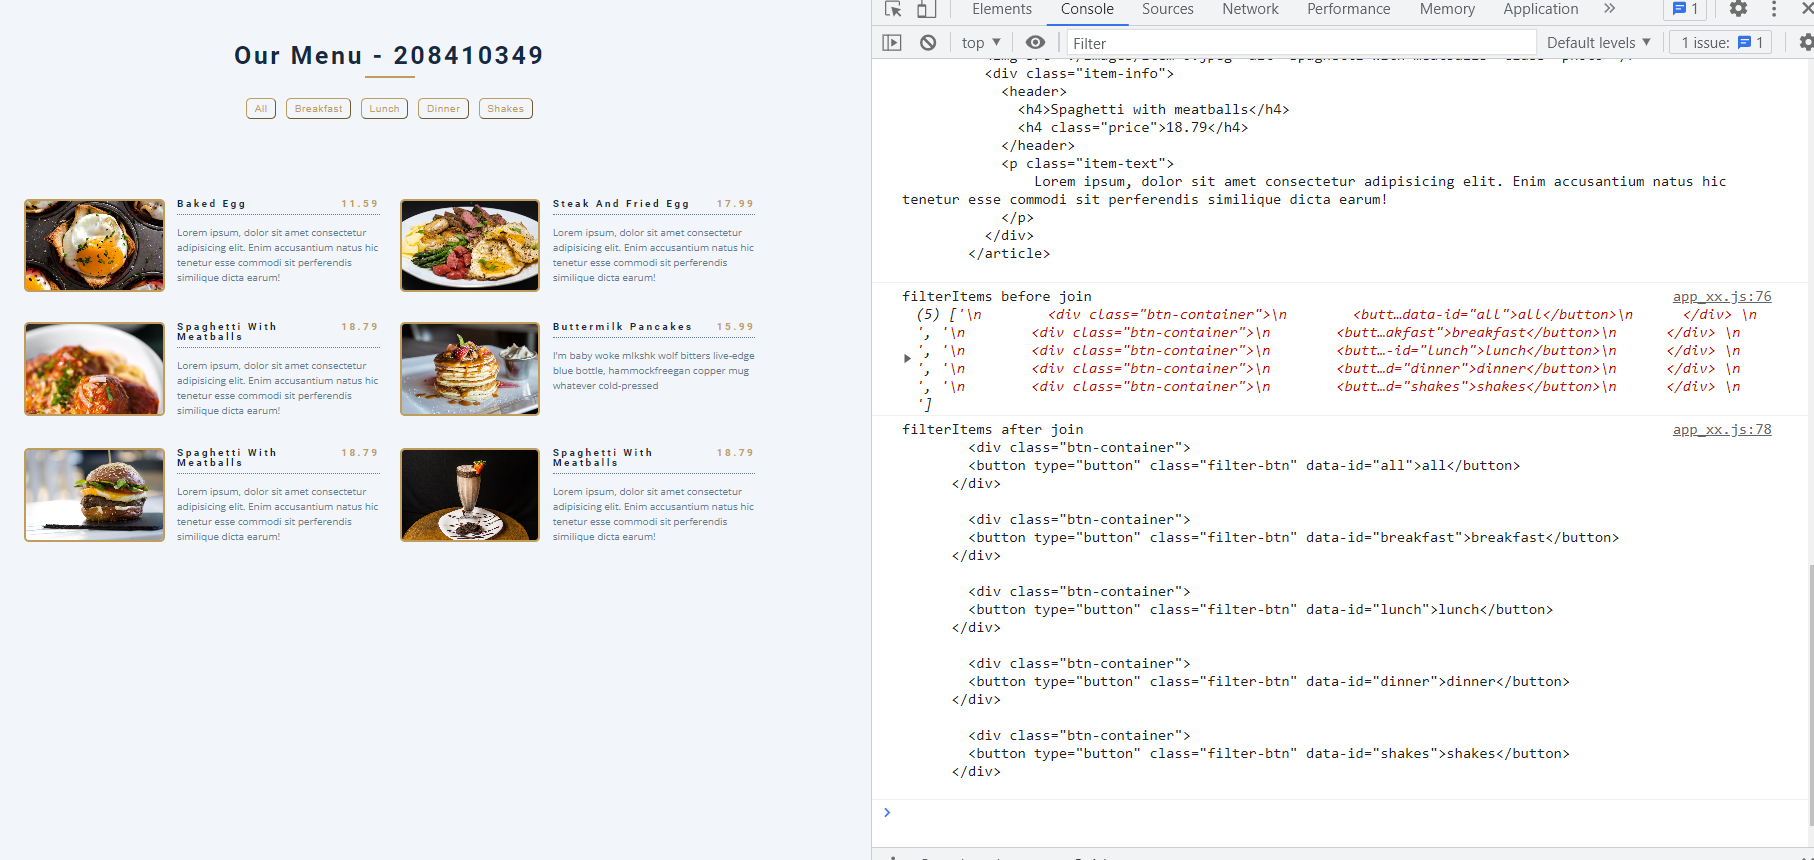 Our Menu - 208410349
All Breakfast Lunch Dinner Shakes
Baked Egg 11.59
Lorem ipsum, dolor sit amet consectetur
adipisicing elit. Enim accusantium natus hic
tenetur esse commodi sit perferendis
similique dicta earum!
Steak And Fried Egg 17.99
Lorem ipsum, dolor sit amet consectetur
adipisicing elit. Enim accusantium natus hic
tenetur esse commodi sit perferendis
similique dicta earum!
Spaghetti With 18.79
Meatballs
Lorem ipsum, dolor sit amet consectetur
adipisicing elit. Enim accusantium natus hic
tenetur esse commodi sit perferendis
similique dicta earum!
Buttermilk Pancakes 15.99
I'm baby woke mlkshk wolf bitters live-edge
blue bottle, hammockfreegan copper mug
whatever cold-pressed
Spaghetti With 18.79
Meatballs
Lorem ipsum, dolor sit amet consectetur
adipisicing elit. Enim accusantium natus hic
tenetur esse commodi sit perferendis
similique dicta earum!
Spaghetti With 18.79
Meatballs
Lorem ipsum, dolor sit amet consectetur
adipisicing elit. Enim accusantium natus hic
tenetur esse commodi sit perferendis
similique dicta earum!
Elements Console Sources Network Performance Memory Application » 1
top Filter Default levels 1 issue: 1
<div class="item-info">
<header>
<h4>Spaghetti with meatballs</h4>
<h4 class="price">18.79</h4>
</header>
<p class="item-text">
Lorem ipsum, dolor sit amet consectetur adipisicing elit. Enim accusantium natus hic
tenetur esse commodi sit perferendis similique dicta earum!
</p>
</div>
</article>
filterItems before join app_xx.js:76
(5) ['\n <div class="btn-container">\n <butt…data-id="all">all</button>\n </div> \n
', '\n <div class="btn-container">\n <butt…akfast">breakfast</button>\n </div> \n
', '\n <div class="btn-container">\n <butt…-id="lunch">lunch</button>\n </div> \n
', '\n <div class="btn-container">\n <butt…d="dinner">dinner</button>\n </div> \n
', '\n <div class="btn-container">\n <butt…d="shakes">shakes</button>\n </div> \n
']
filterItems after join app_xx.js:78
<div class="btn-container">
<button type="button" class="filter-btn" data-id="all">all</button>
</div>
<div class="btn-container">
<button type="button" class="filter-btn" data-id="breakfast">breakfast</button>
</div>
<div class="btn-container">
<button type="button" class="filter-btn" data-id="lunch">lunch</button>
</div>
<div class="btn-container">
<button type="button" class="filter-btn" data-id="dinner">dinner</button>
</div>
<div class="btn-container">
<button type="button" class="filter-btn" data-id="shakes">shakes</button>
</div>